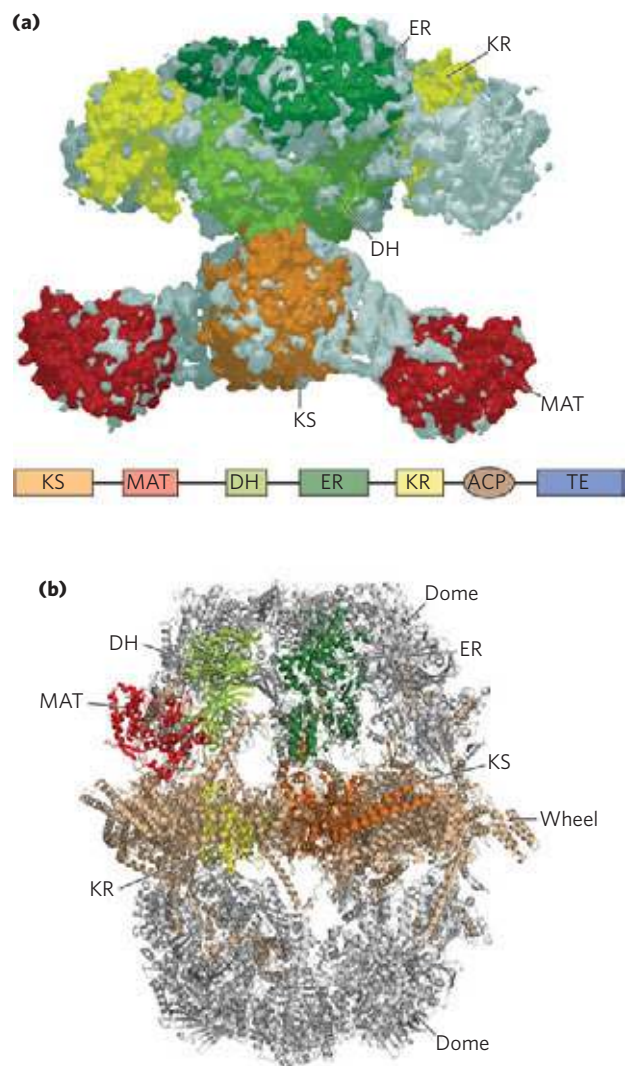 (a)
ER
KR
DH
KS
MAT
KS MAT DH ER KR ACP TE
(b)
Dome
DH
ER
MAT
KS
Wheel
KR
Dome